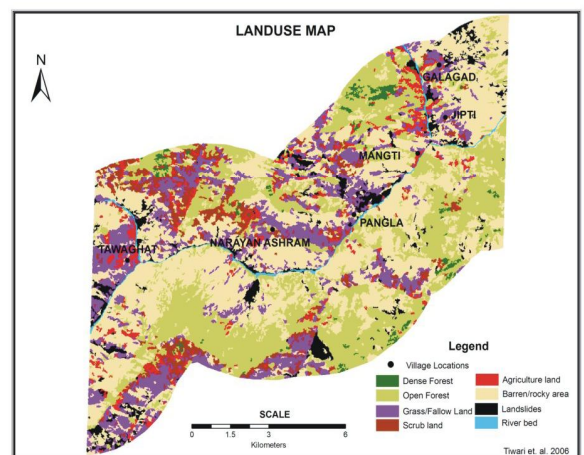 LANDUSE MAP
N
GALAGAD
JIPTI
MANGTI
PANGLA
NARAYAN ASHRAM
TAWAGHAT
Legend
Village Locations
Dense Forest
Open Forest
Grass/Fallow Land
Scrub land
Agriculture land
Barren/rocky area
Landslides
River bed
SCALE
0 1.5 3 6
Kilometers
Tiwari et. al. 2006